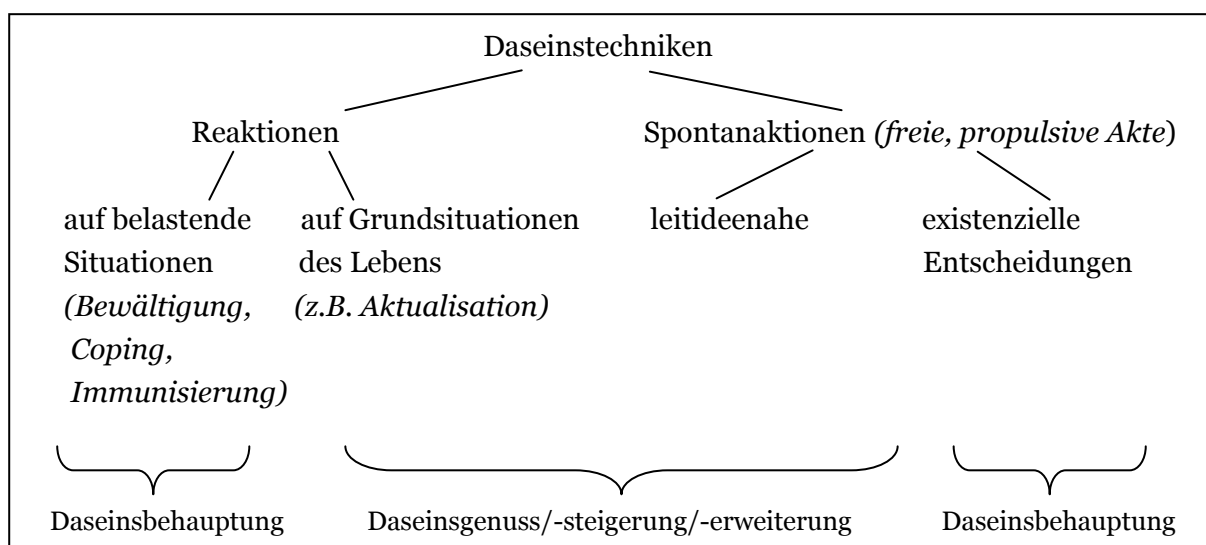 Daseinstechniken
Reaktionen
Spontanaktionen (freie, propulsive Akte)
auf belastende
Situationen
(Bewältigung,
Coping,
Immunisierung)
auf Grundsituationen
des Lebens
(z.B. Aktualisation)
leitideenahe
existenzielle
Entscheidungen
Daseinsbehauptung
Daseinsgenuss/-steigerung/-erweiterung
Daseinsbehauptung